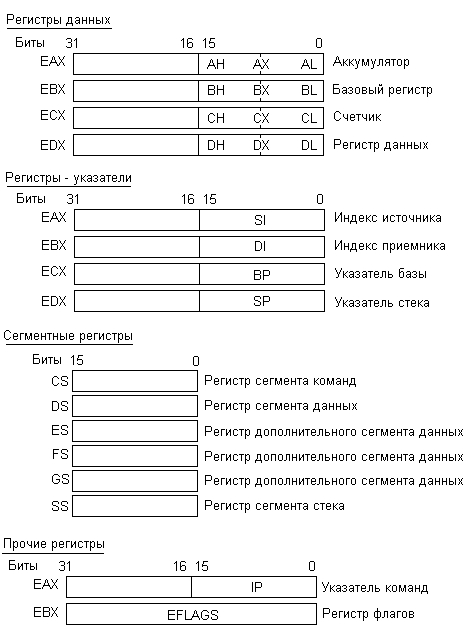 Регистры данных
Биты 31 16 15 0
EAX AH AX AL Аккумулятор
EBX BH BX BL Базовый регистр
ECX CH CX CL Счетчик
EDX DH DX DL Регистр данных
Регистры - указатели
Биты 31 16 15 0
EAX SI Индекс источника
EBX DI Индекс приемника
ECX BP Указатель базы
EDX SP Указатель стека
Сегментные регистры
Биты 15 0
CS Регистр сегмента команд
DS Регистр сегмента данных
ES Регистр дополнительного сегмента данных
FS Регистр дополнительного сегмента данных
GS Регистр дополнительного сегмента данных
SS Регистр сегмента стека
Прочие регистры
Биты 31 16 15 0
EAX IP Указатель команд
EBX EFLAGS Регистр флагов